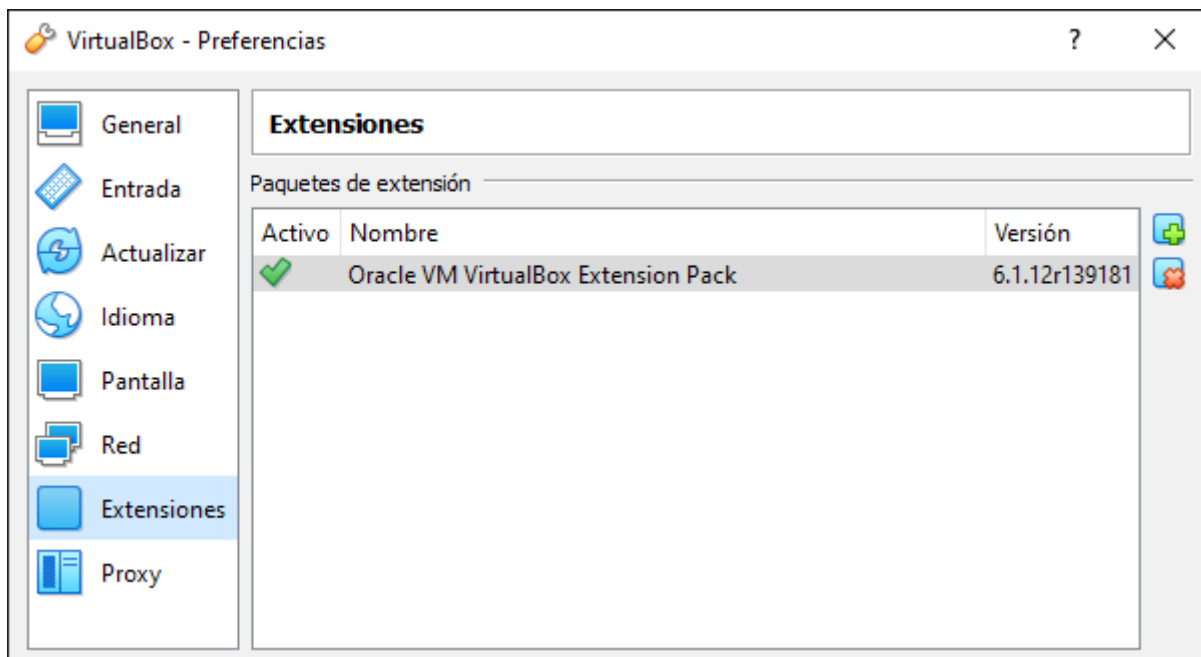 VirtualBox - Preferencias ?
General
Entrada
Actualizar
Idioma
Pantalla
Red
Extensiones
Proxy
Extensiones
Paquetes de extensión
Activo Nombre Versión
Oracle VM VirtualBox Extension Pack 6.1.12r139181